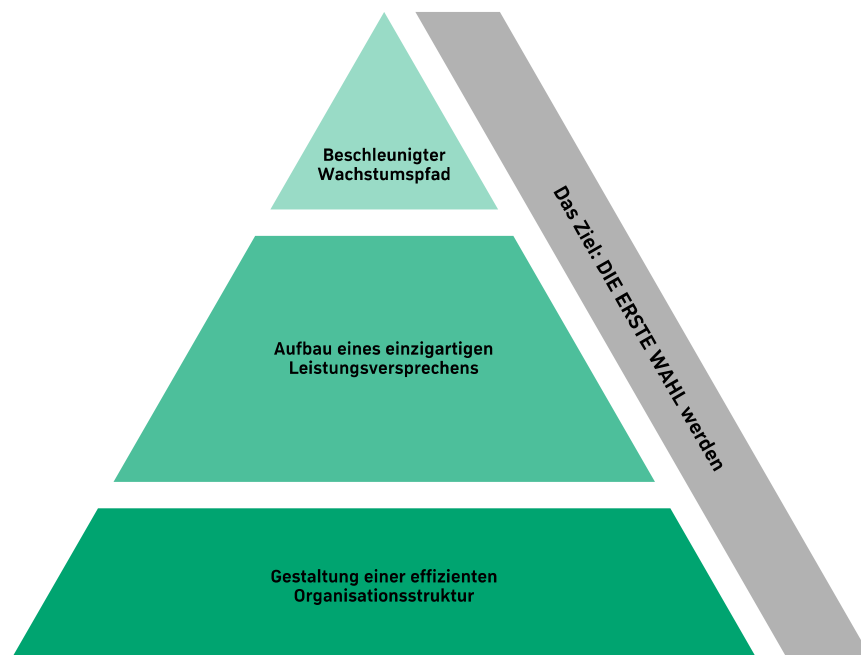 Beschleunigter
Wachstumspfad
Das Ziel: DIE ERSTE WAHL werden
Aufbau eines einzigartigen
Leistungsversprechens
Gestaltung einer effizienten
Organisationsstruktur